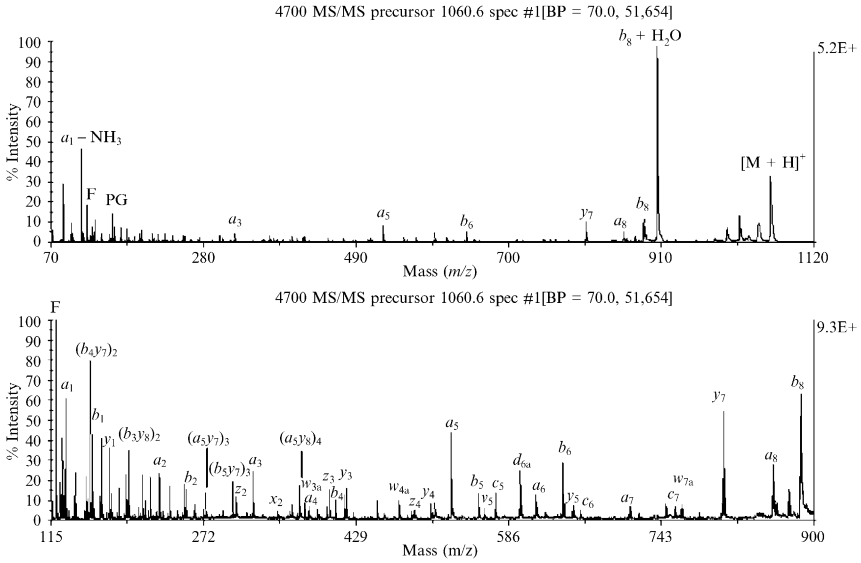 4700 MS/MS precursor 1060.6 spec #1[BP = 70.0, 51,654]
b8 + H2O
5.2E+
100
90
80
70
60
50
40
30
20
10
0
% Intensity
a1 – NH3
F
PG
a3
a5
b6
y7
a8
b8
[M + H]+
70 280 490 700 910 1120
Mass (m/z)
4700 MS/MS precursor 1060.6 spec #1[BP = 70.0, 51,654]
F
9.3E+
100
90
80
70
60
50
40
30
20
10
0
% Intensity
a1
(b4y7)2
b1
y1
(b3y8)2
a2
b2
(a5y7)3
(b5y7)3
z2
a3
x2
(a5y8)4
w3a
a4
z3
b4
y3
w4a
z4
y4
a5
b5
y5
c5
d6a
a6
b6
y5
c6
a7
c7
w7a
y7
a8
b8
115 272 429 586 743 900
Mass (m/z)